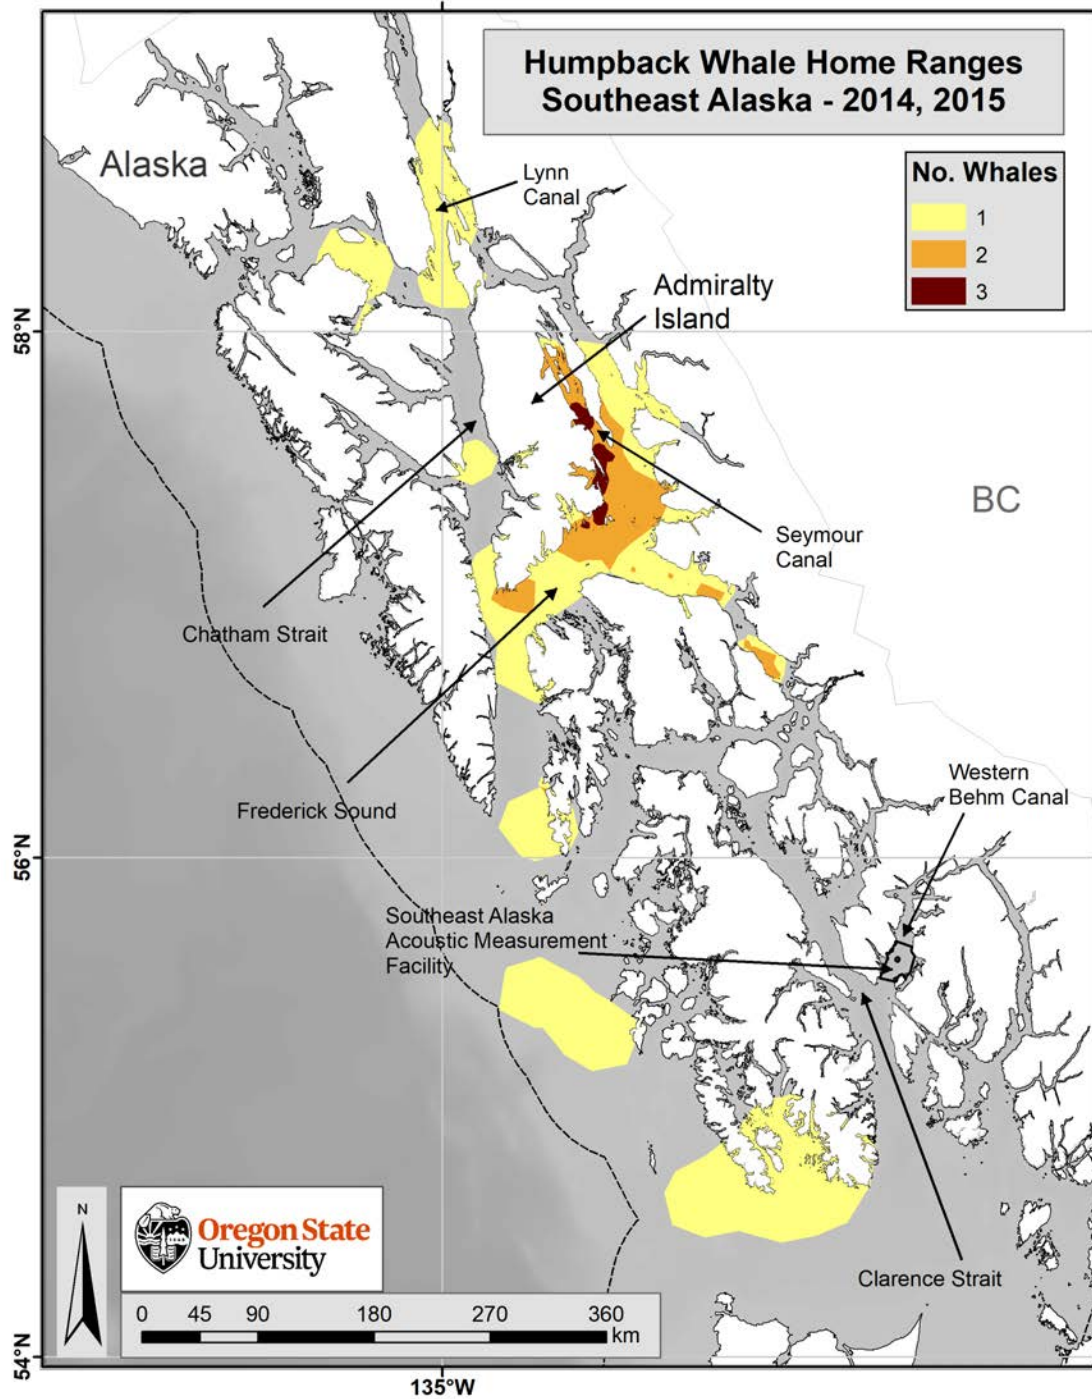 Humpback Whale Home Ranges
Southeast Alaska - 2014, 2015
Alaska
Lynn
Canal
No. Whales
1
2
3
Admiralty
Island
58°N
BC
Seymour
Canal
Chatham Strait
Frederick Sound
Western
Behm Canal
56°N
Southeast Alaska
Acoustic Measurement
Facility
Clarence Strait
N
Oregon State
University
0 45 90 180 270 360
km
54°N
135°W